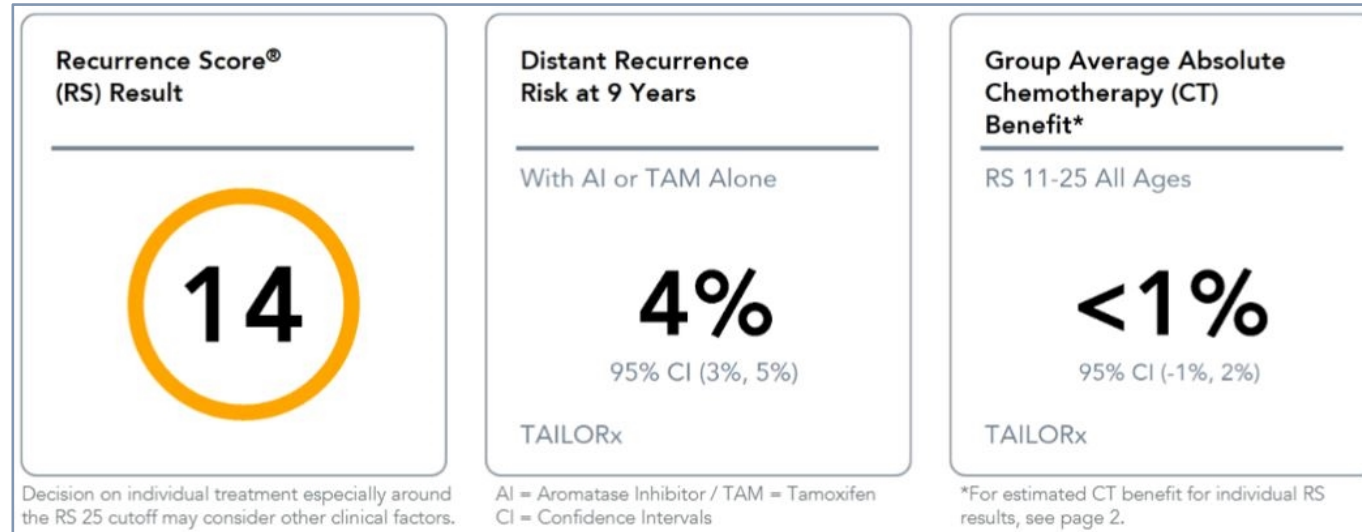 Recurrence Score®
(RS) Result
14
Decision on individual treatment especially around
the RS 25 cutoff may consider other clinical factors.
Distant Recurrence
Risk at 9 Years
With AI or TAM Alone
4%
95% CI (3%, 5%)
TAILORx
AI = Aromatase Inhibitor / TAM = Tamoxifen
CI = Confidence Intervals
Group Average Absolute
Chemotherapy (CT)
Benefit*
RS 11-25 All Ages
<1%
95% CI (-1%, 2%)
TAILORx
*For estimated CT benefit for individual RS
results, see page 2.